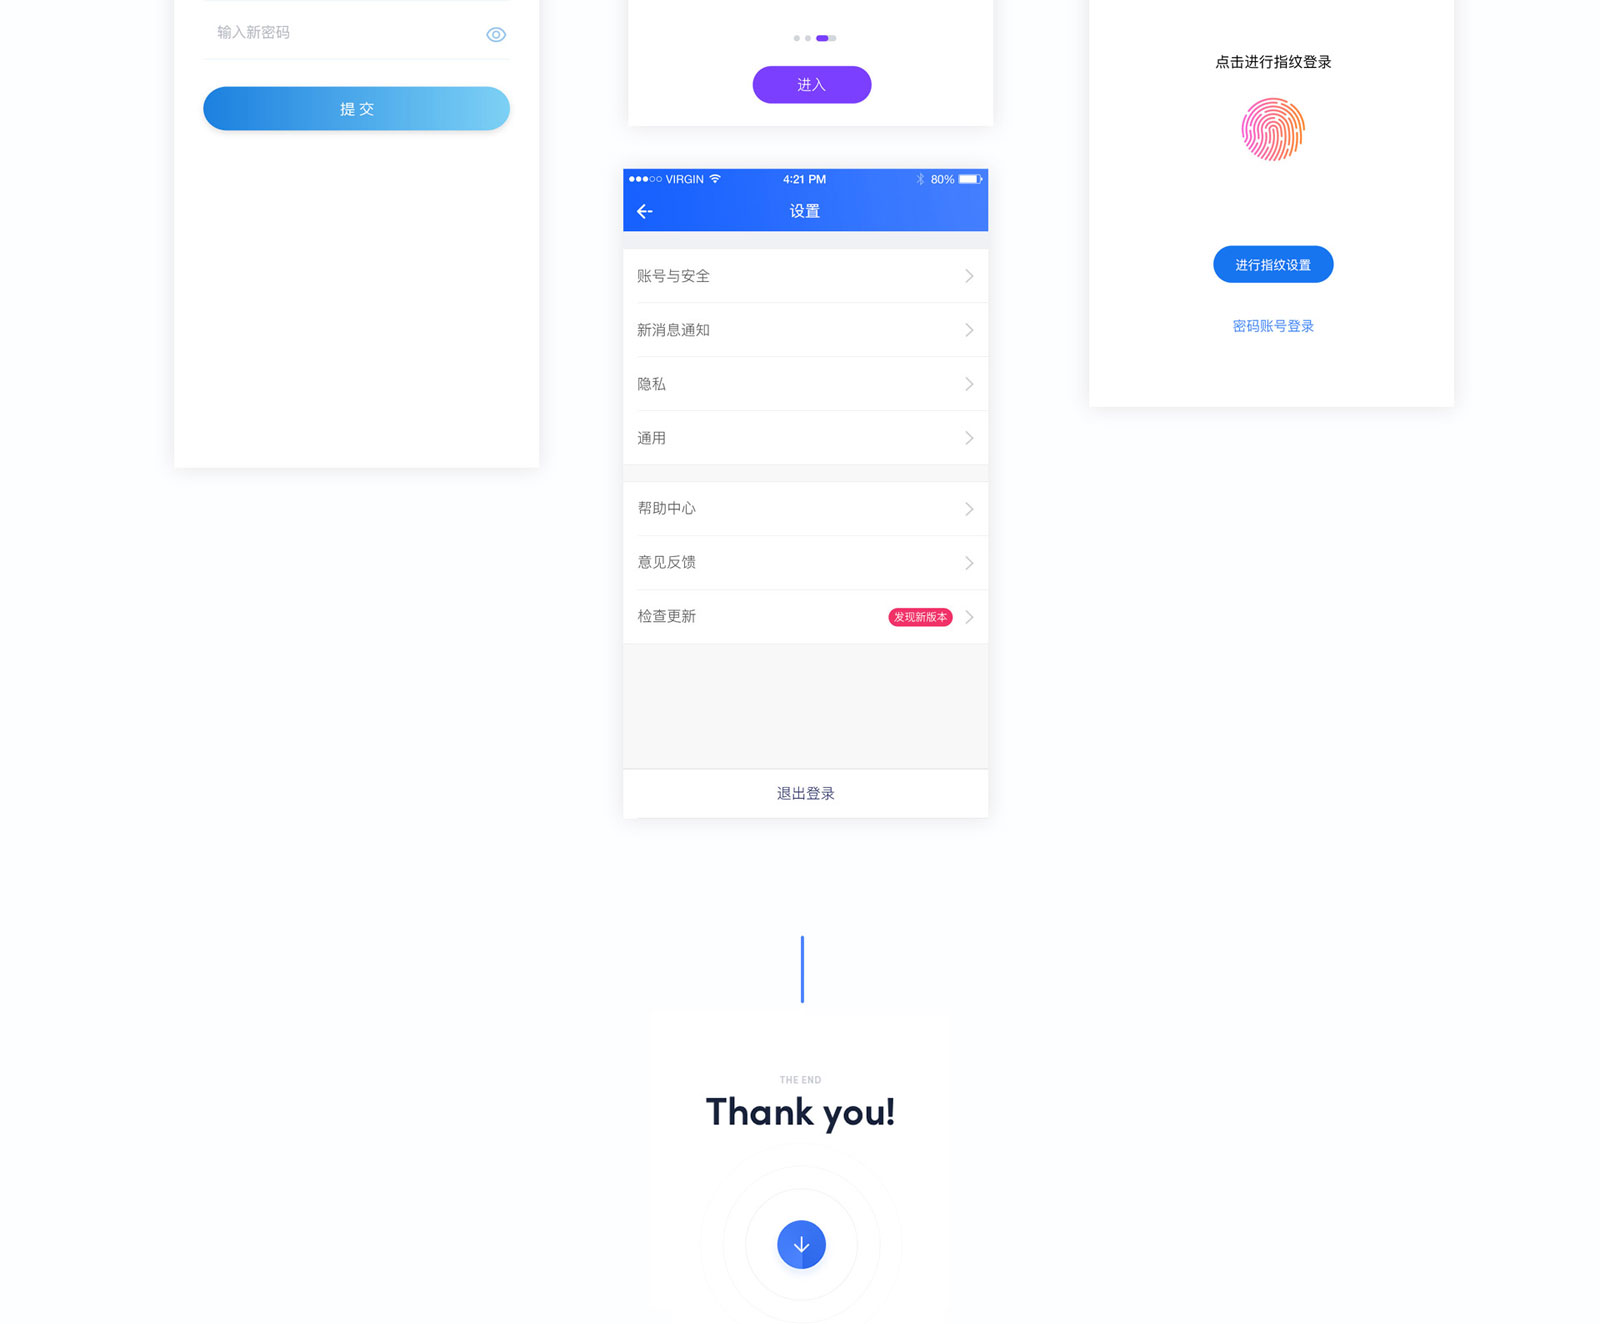 输入新密码
提 交
进入
点击进行指纹登录
进行指纹设置
密码账号登录
VIRGIN 4:21 PM 80%
设置
账号与安全
新消息通知
隐私
通用
帮助中心
意见反馈
检查更新 发现新版本
退出登录
THE END
Thank you!